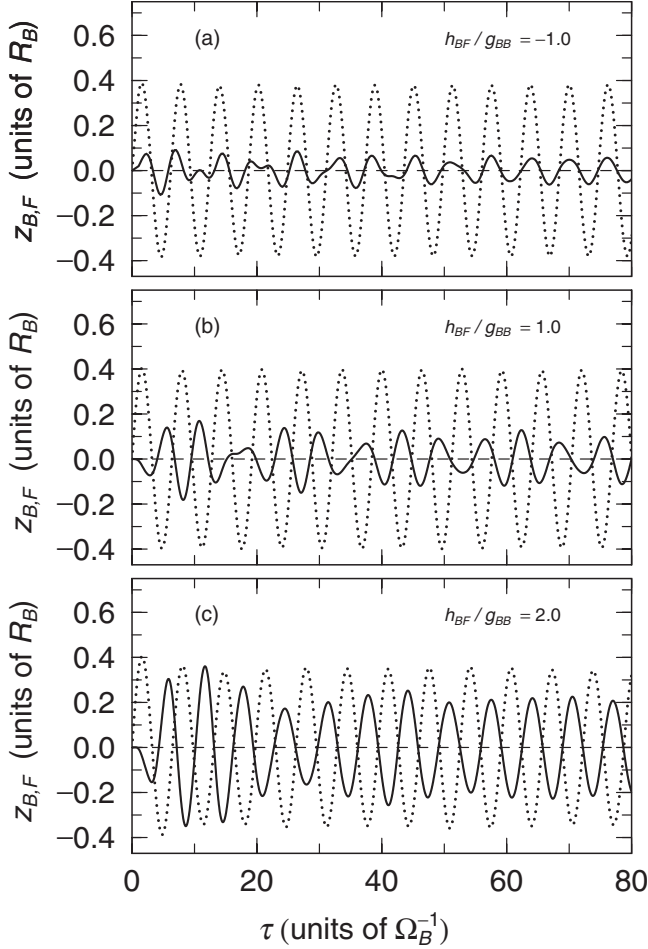 (a) h_BF / g_BB = −1.0
z_B,F (units of R_B)
0.6
0.4
0.2
0.0
−0.2
−0.4
(b) h_BF / g_BB = 1.0
z_B,F (units of R_B)
0.6
0.4
0.2
0.0
−0.2
−0.4
(c) h_BF / g_BB = 2.0
z_B,F (units of R_B)
0.6
0.4
0.2
0.0
−0.2
−0.4
0 20 40 60 80
τ (units of Ω_B^−1)